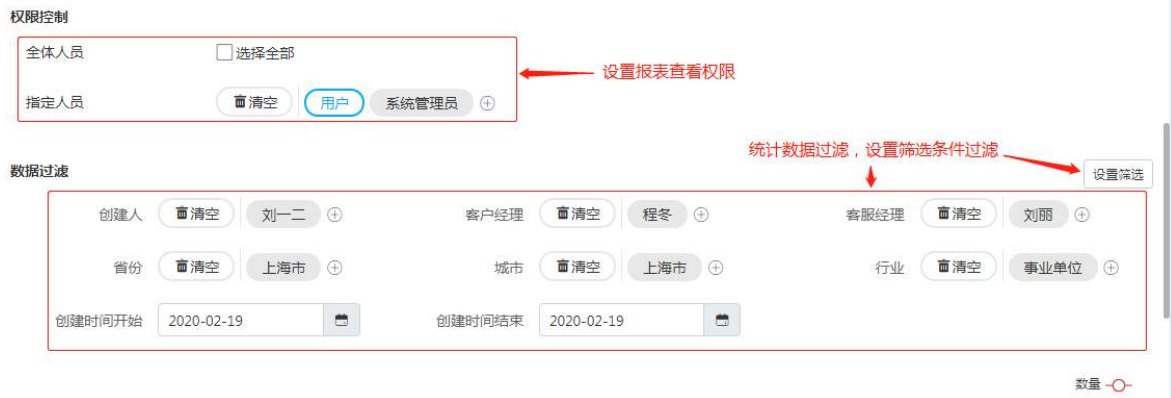 权限控制
全体人员 选择全部
设置报表查看权限
指定人员 清空 用户 系统管理员
统计数据过滤，设置筛选条件过滤
数据过滤 设置筛选
创建人 清空 刘一二 客户经理 清空 程冬 客服经理 清空 刘丽
省份 清空 上海市 城市 清空 上海市 行业 清空 事业单位
创建时间开始 2020-02-19 创建时间结束 2020-02-19
数量